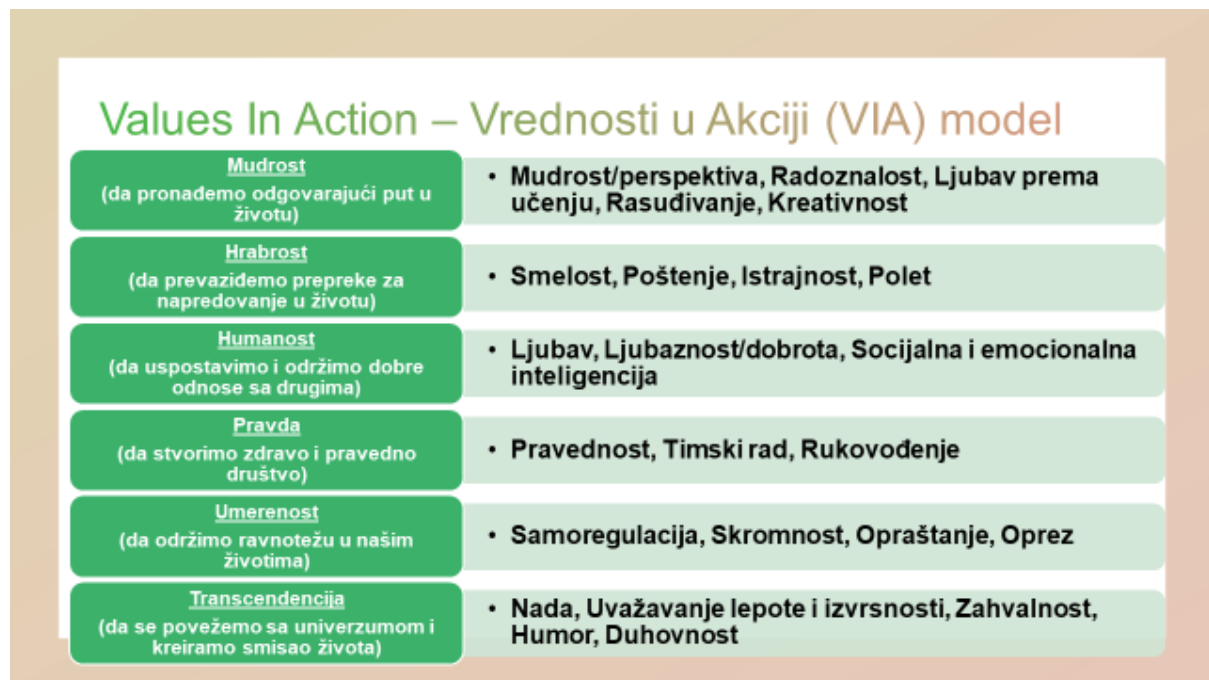 Values In Action – Vrednosti u Akciji (VIA) model
Mudrost
(da pronađemo odgovarajući put u
životu)
• Mudrost/perspektiva, Radoznalost, Ljubav prema
učenju, Rasuđivanje, Kreativnost
Hrabrost
(da prevaziđemo prepreke za
napredovanje u životu)
• Smelost, Poštenje, Istrajnost, Polet
Humanost
(da uspostavimo i održimo dobre
odnose sa drugima)
• Ljubav, Ljubaznost/dobrota, Socijalna i emocionalna
inteligencija
Pravda
(da stvorimo zdravo i pravedno
društvo)
• Pravednost, Timski rad, Rukovođenje
Umerenost
(da održimo ravnotežu u našim
životima)
• Samoregulacija, Skromnost, Opraštanje, Oprez
Transcendencija
(da se povežemo sa univerzumom i
kreiramo smisao života)
• Nada, Uvažavanje lepote i izvrsnosti, Zahvalnost,
Humor, Duhovnost